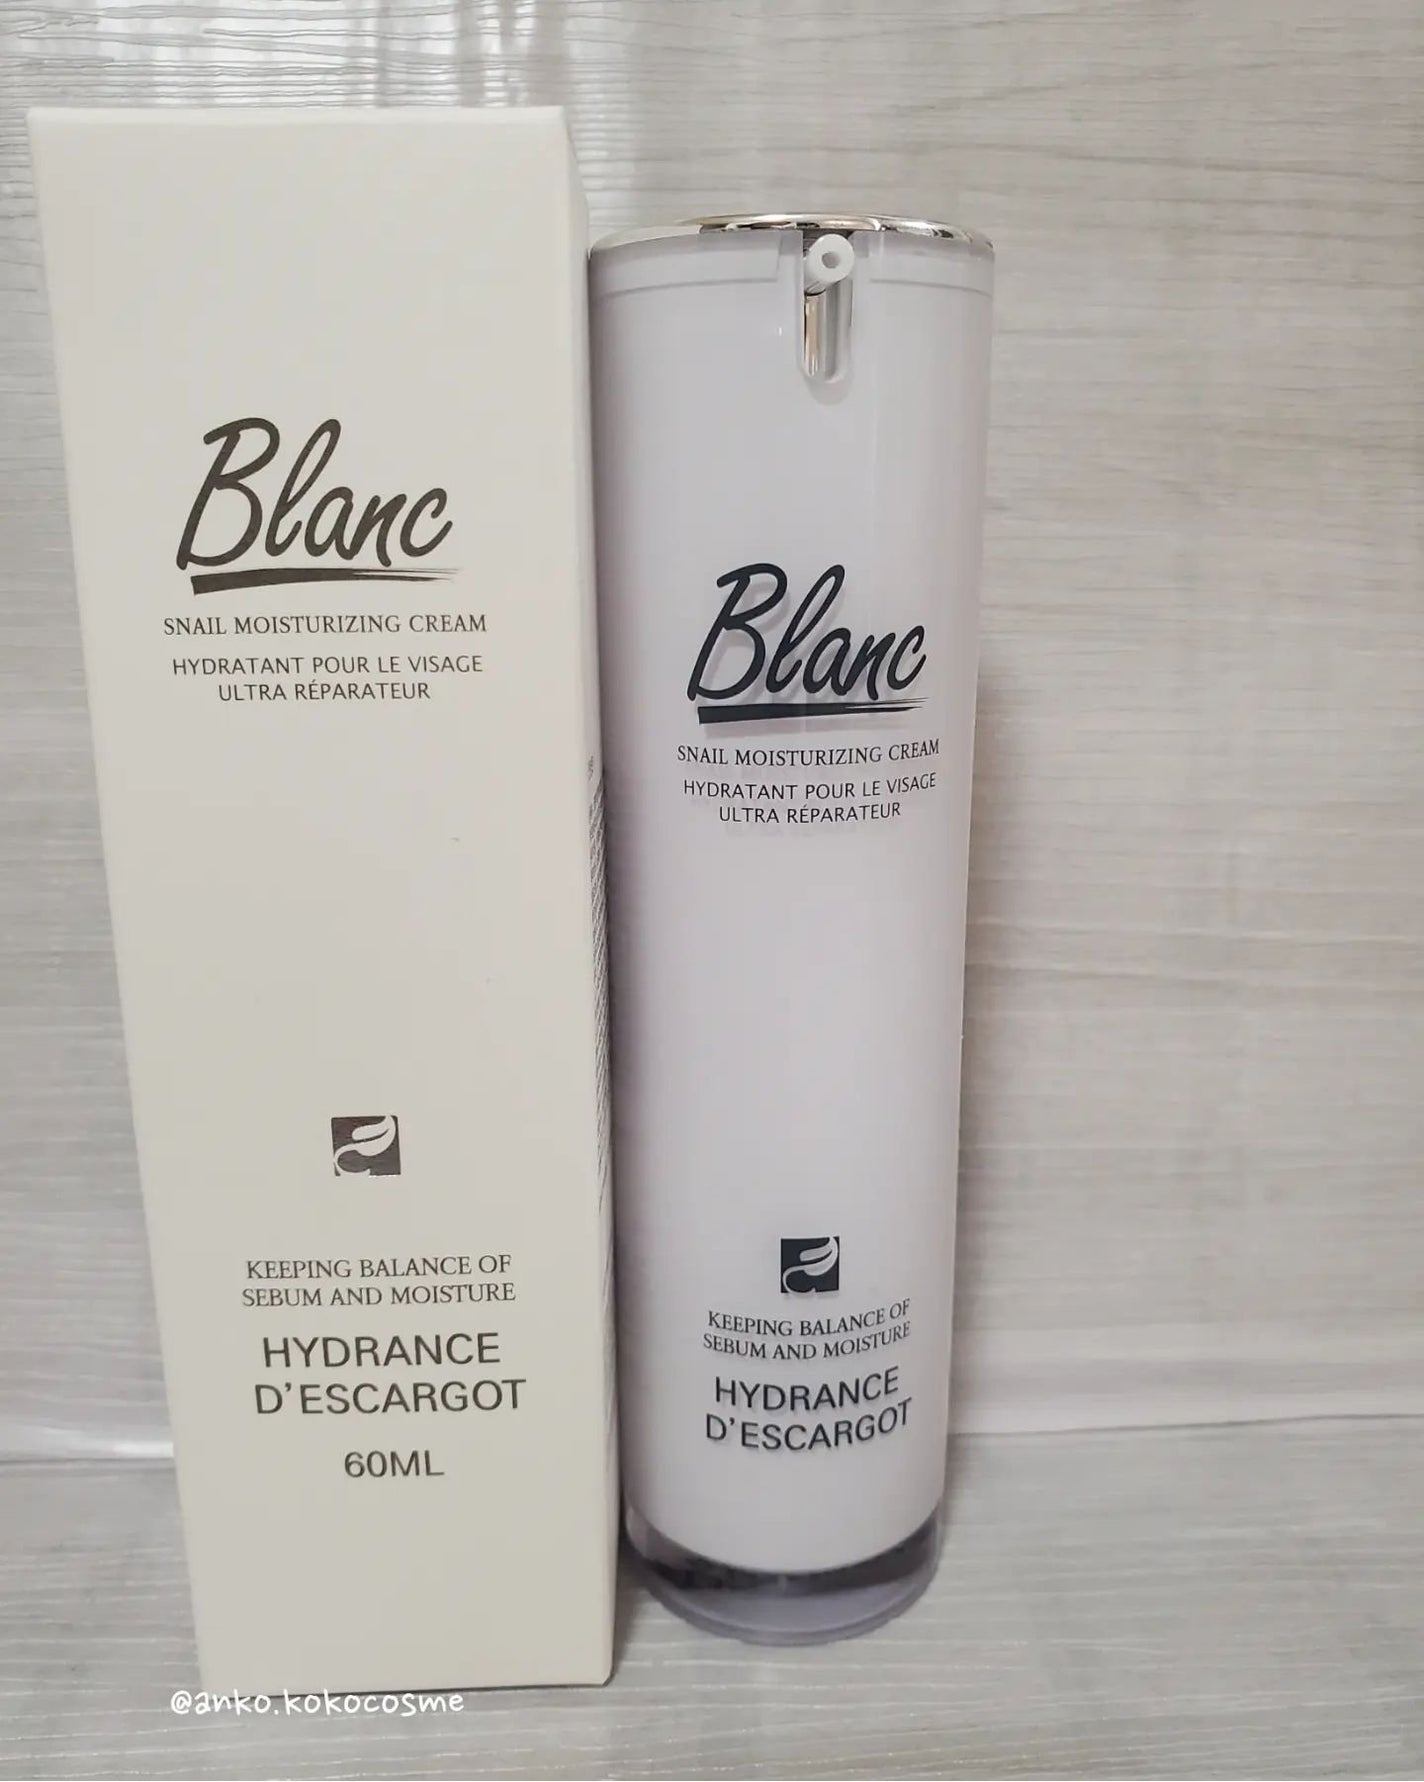 Blanc
SNAIL MOISTURIZING CREAM
HYDRATANT POUR LE VISAGE
ULTRA RÉPARATEUR
KEEPING BALANCE OF
SEBUM AND MOISTURE
HYDRANCE
D'ESCARGOT
60ML
Blanc
SNAIL MOISTURIZING CREAM
HYDRATANT POUR LE VISAGE
ULTRA RÉPARATEUR
KEEPING BALANCE OF
SEBUM AND MOISTURE
HYDRANCE
D'ESCARGOT
@anko.kokocosme